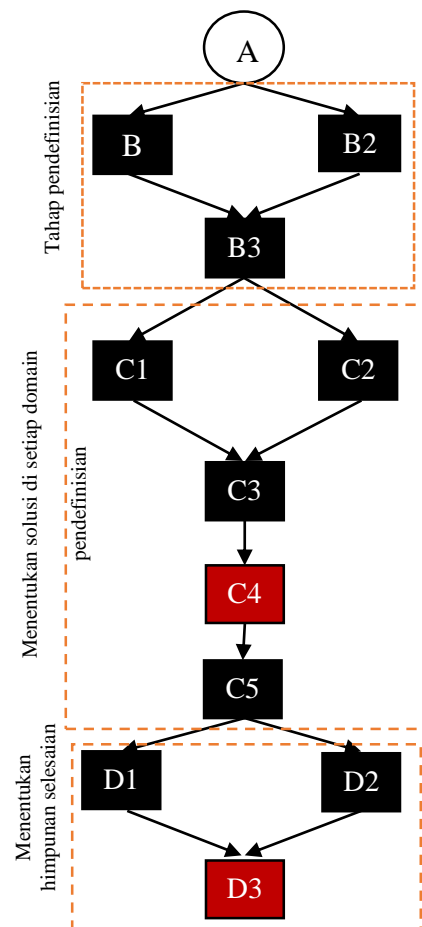 A
Tahap pendefinisian
B
B2
B3
Menentukan solusi di setiap domain
pendefinisian
C1
C2
C3
C4
C5
Menentukan
himpunan selesaian
D1
D2
D3